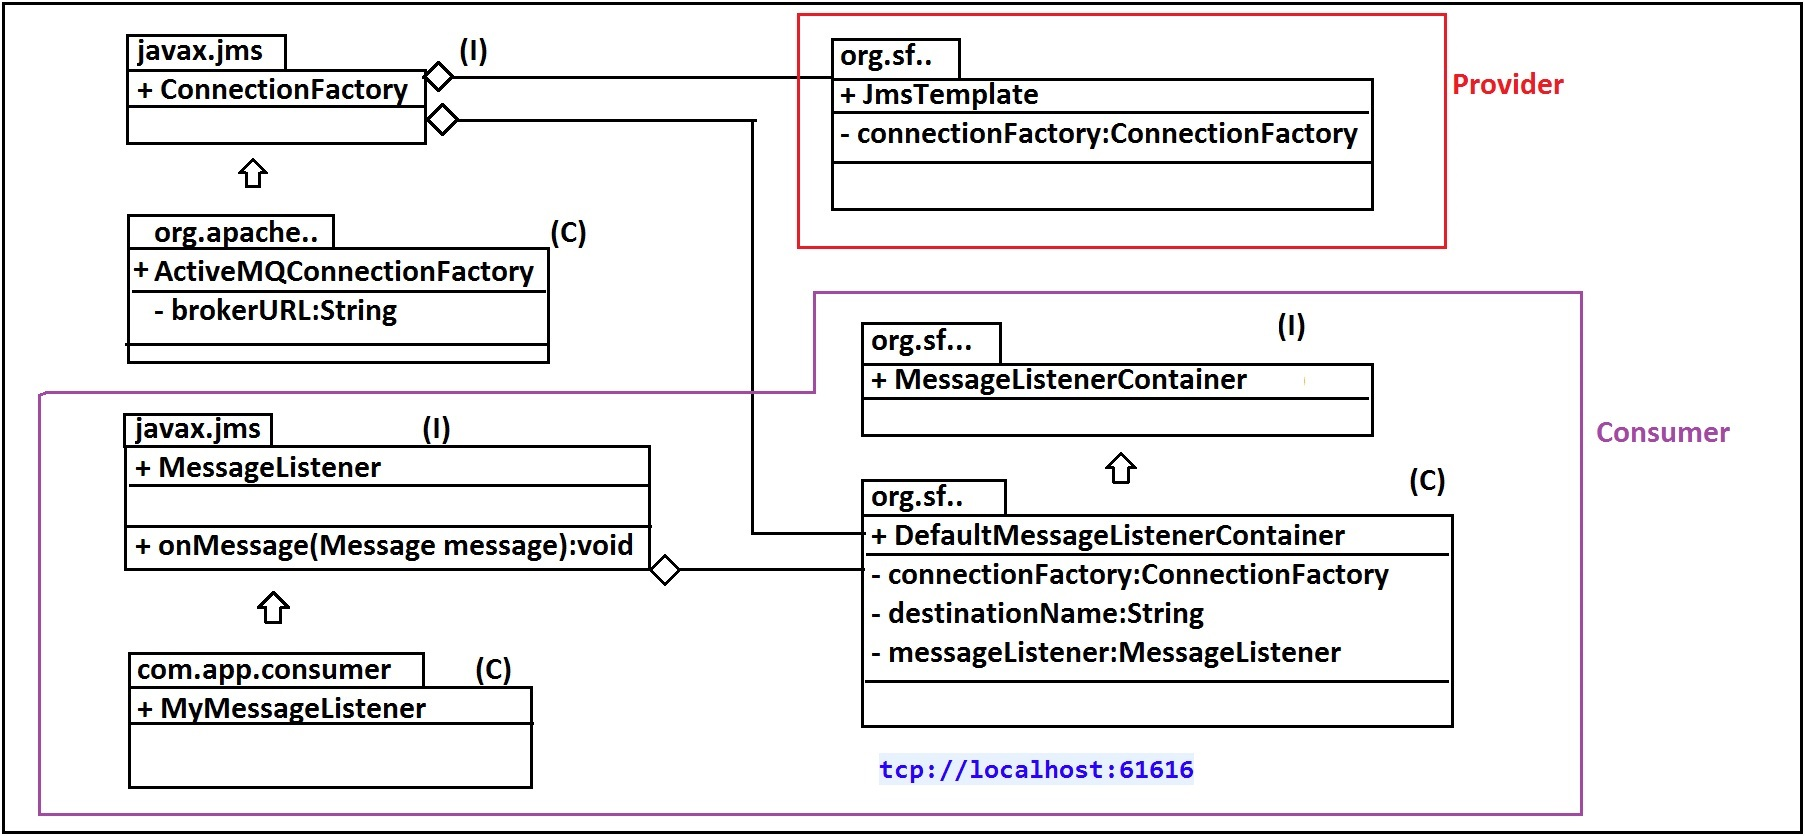 javax.jms
(I)
+ ConnectionFactory
org.sf..
+ JmsTemplate
- connectionFactory:ConnectionFactory
Provider
org.apache..
(C)
+ ActiveMQConnectionFactory
- brokerURL:String
org.sf...
(I)
+ MessageListenerContainer
Consumer
javax.jms
(I)
+ MessageListener
+ onMessage(Message message):void
org.sf..
(C)
+ DefaultMessageListenerContainer
- connectionFactory:ConnectionFactory
- destinationName:String
- messageListener:MessageListener
com.app.consumer
(C)
+ MyMessageListener
tcp://localhost:61616